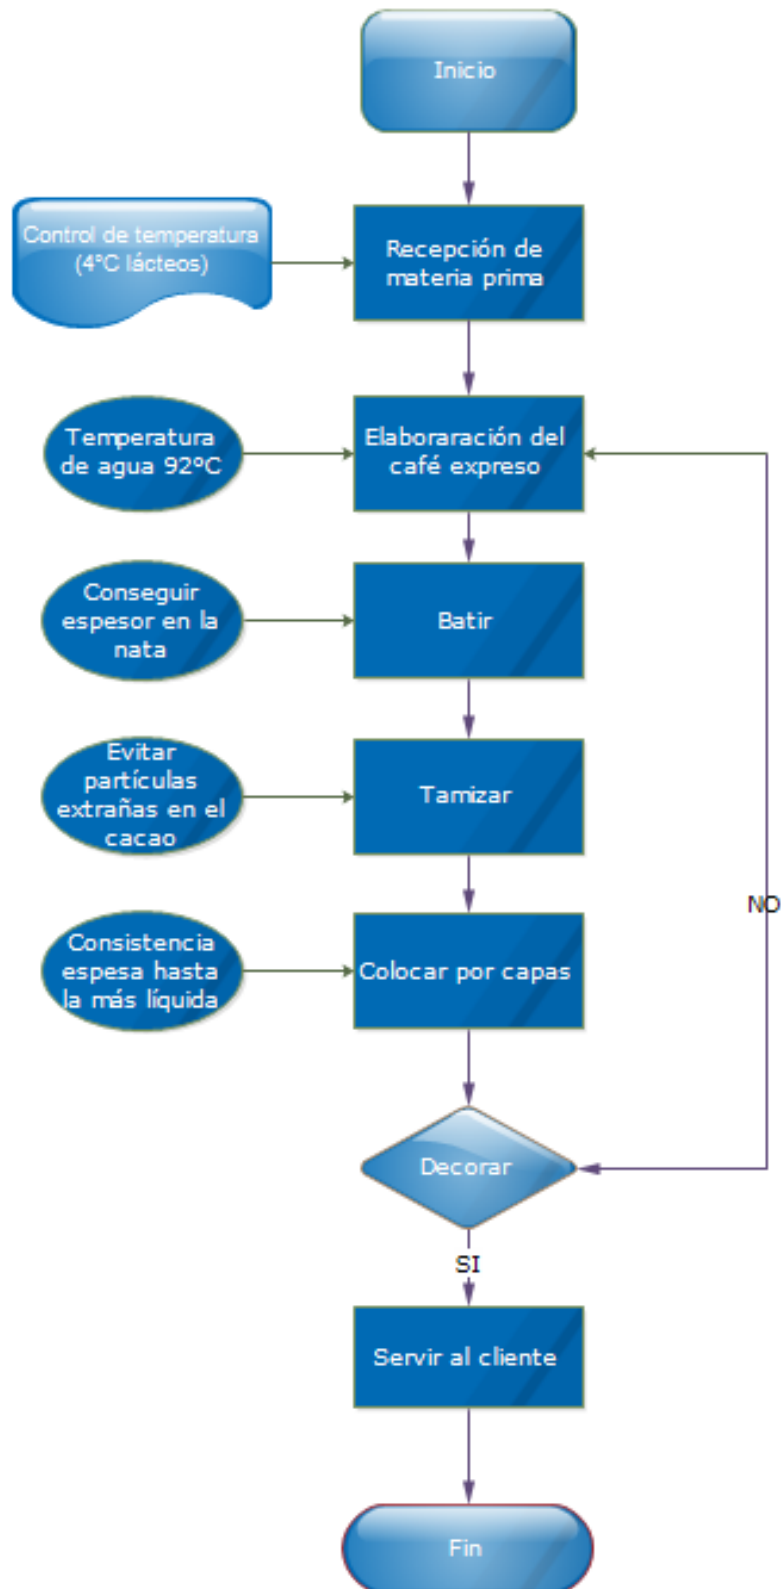 Inicio
Control de temperatura
(4°C lácteos)
Recepción de
materia prima
Temperatura
de agua 92°C
Elaboraración del
café expreso
Conseguir
espesor en la
nata
Batir
Evitar
partículas
extrañas en el
cacao
Tamizar
NO
Consistencia
espesa hasta
la más líquida
Colocar por capas
Decorar
SI
Servir al cliente
Fin